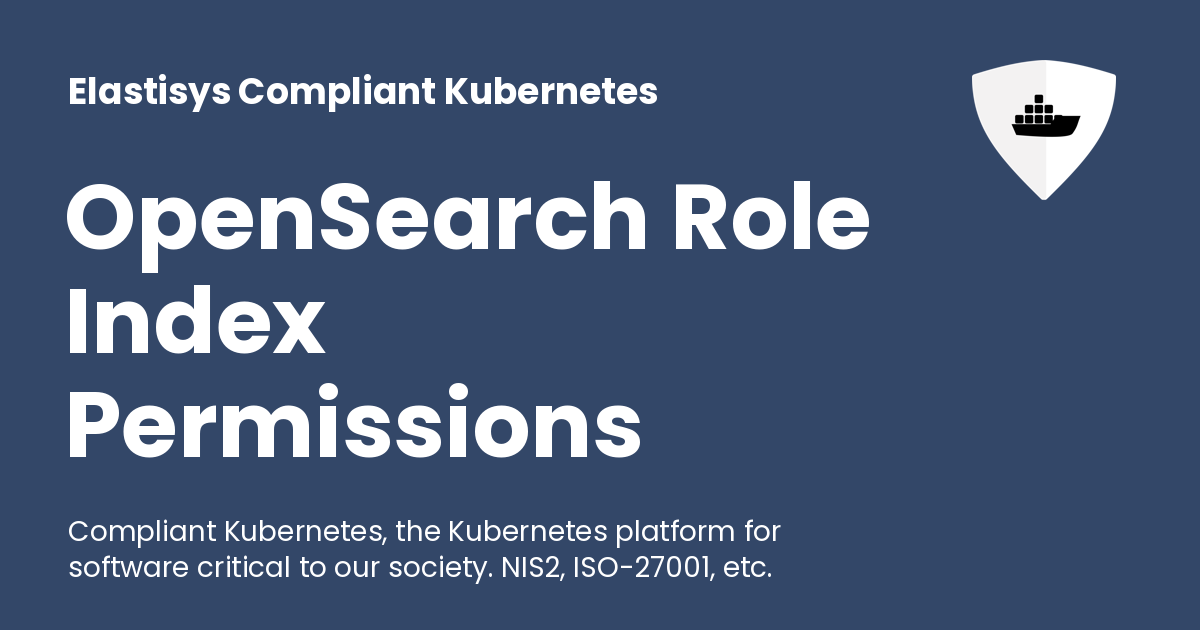 Elastisys Compliant Kubernetes
OpenSearch Role
Index
Permissions
Compliant Kubernetes, the Kubernetes platform for
software critical to our society. NIS2, ISO-27001, etc.